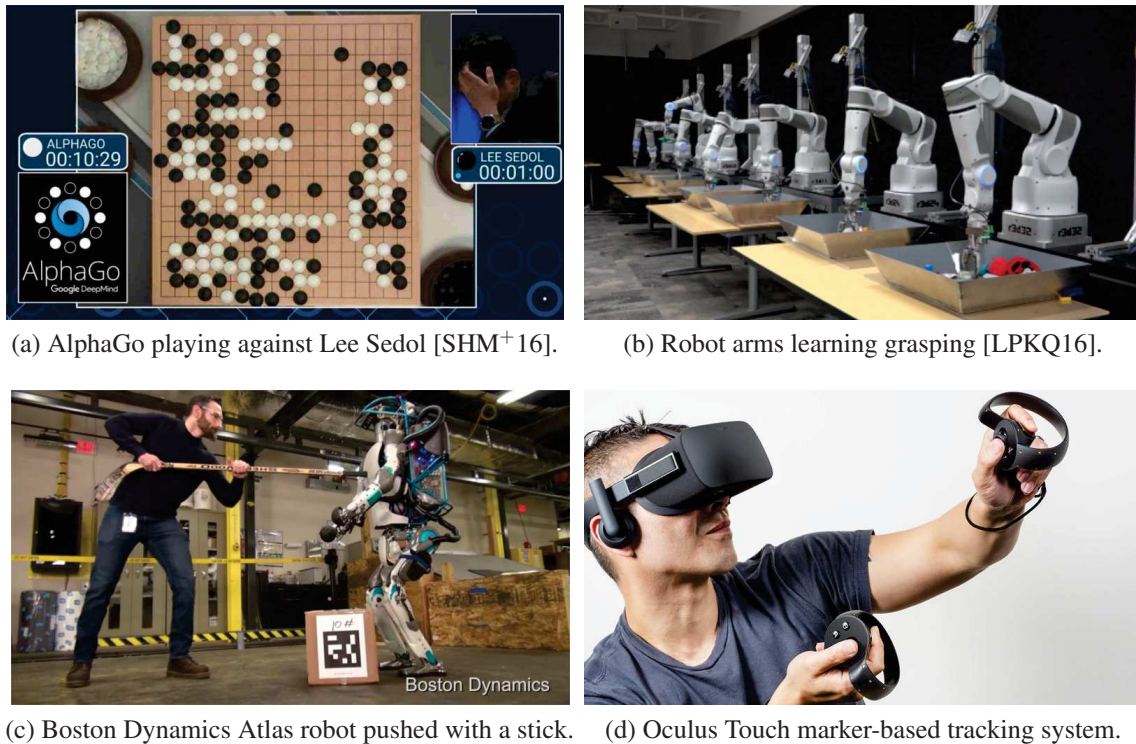 ALPHAGO
00:10:29
LEE SEDOL
00:01:00
AlphaGo
Google DeepMind
(a) AlphaGo playing against Lee Sedol [SHM+16].
(b) Robot arms learning grasping [LPKQ16].
10#
Boston Dynamics
(c) Boston Dynamics Atlas robot pushed with a stick.
(d) Oculus Touch marker-based tracking system.